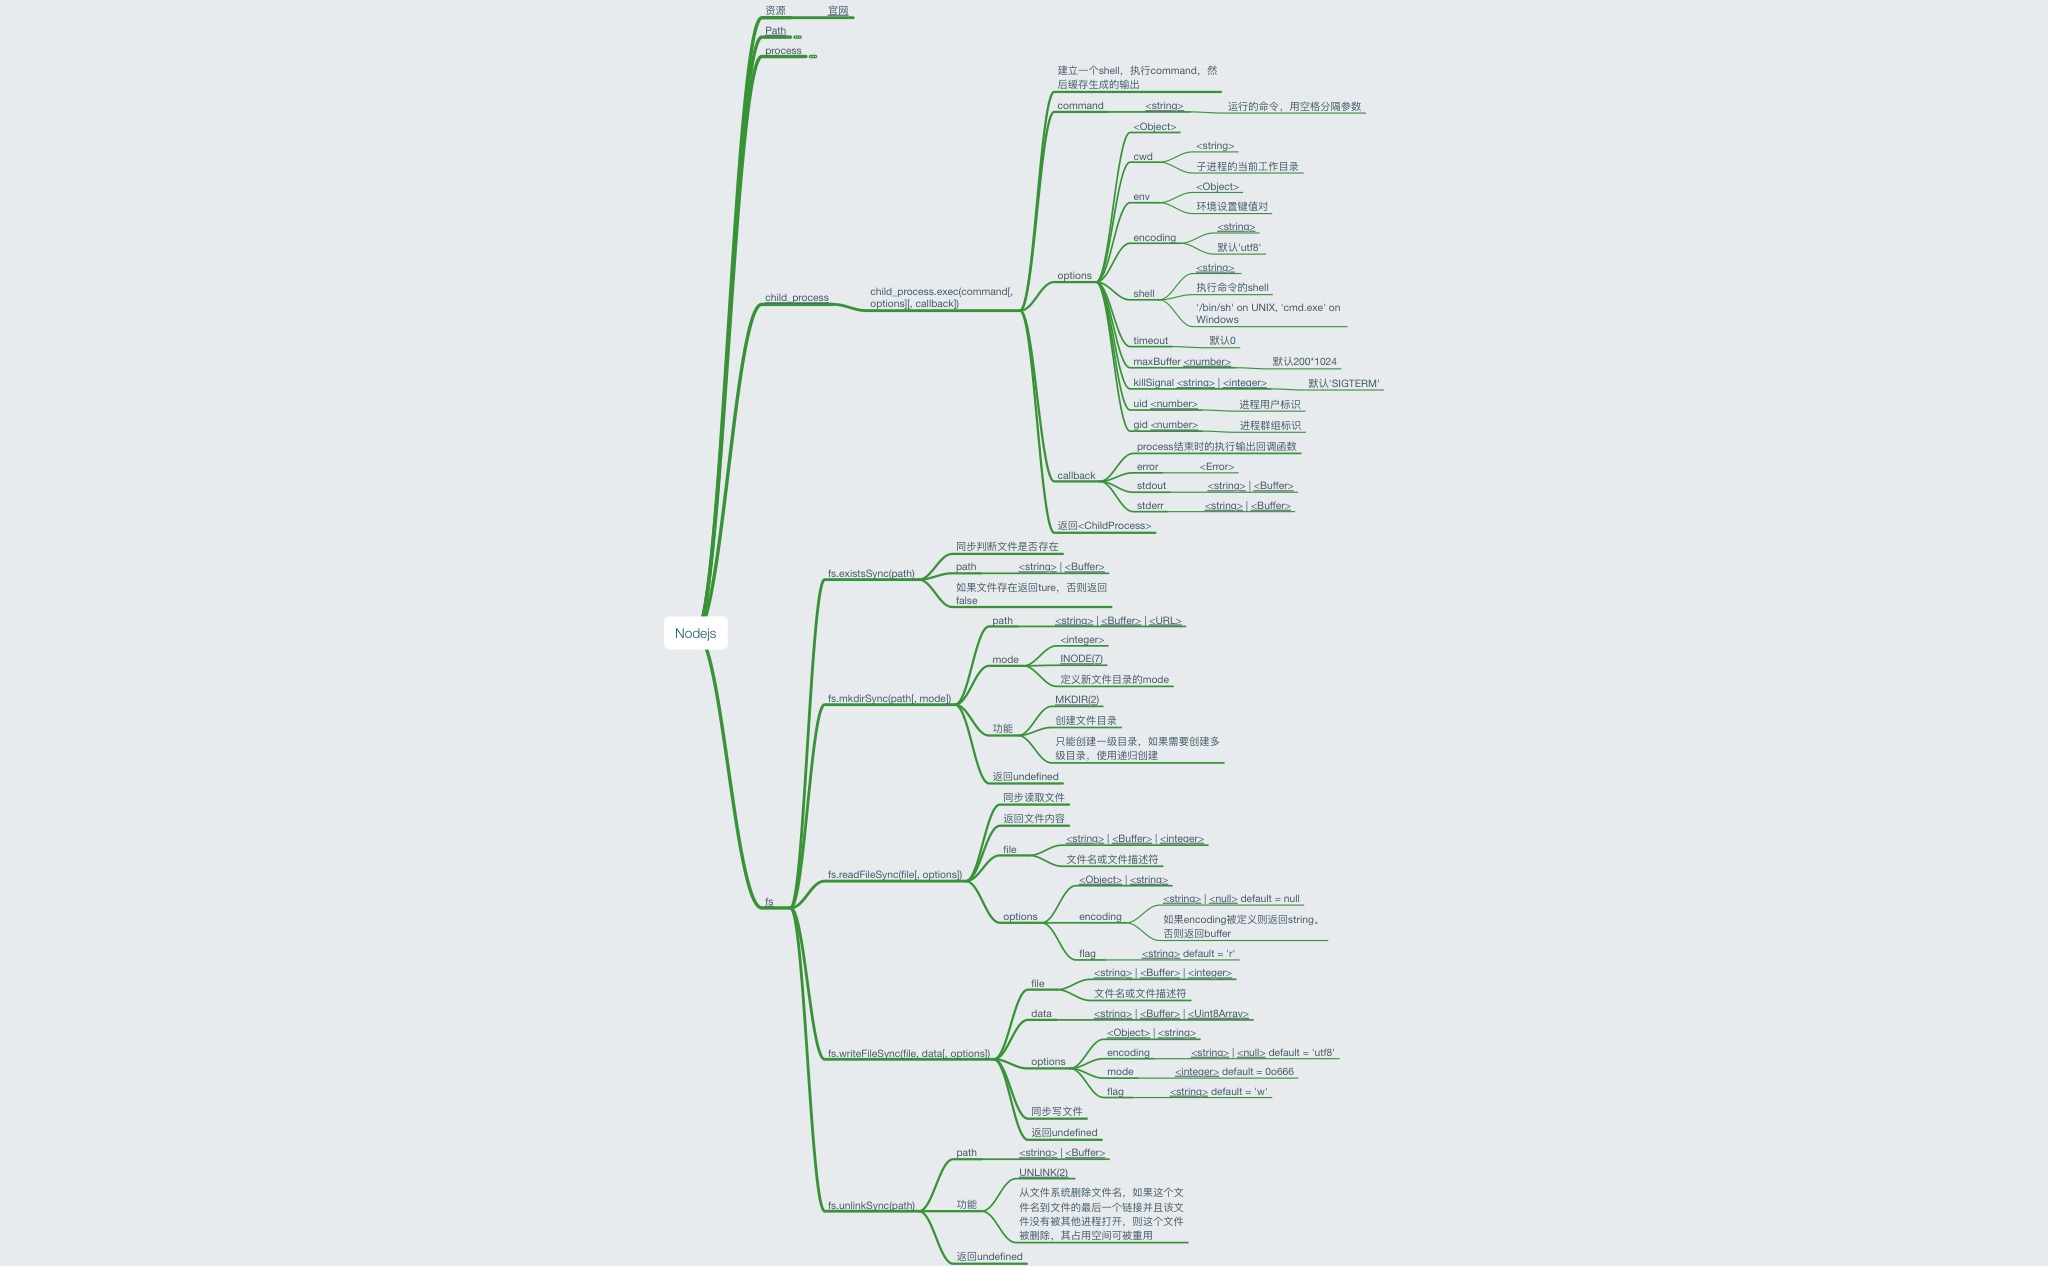 资源
官网
Path
process
建立一个shell，执行command，然
后缓存生成的输出
command
<string>
运行的命令，用空格分隔参数
<Object>
cwd
<string>
子进程的当前工作目录
env
<Object>
环境设置键值对
encoding
<string>
默认'utf8'
options
shell
<string>
执行命令的shell
'/bin/sh' on UNIX, 'cmd.exe' on
Windows
child_process
child_process.exec(command[,
options][, callback])
timeout
默认0
maxBuffer <number>
默认200*1024
killSignal <string> | <integer>
默认'SIGTERM'
uid <number>
进程用户标识
gid <number>
进程群组标识
callback
process结束时的执行输出回调函数
error
<Error>
stdout
<string> | <Buffer>
stderr
<string> | <Buffer>
返回<ChildProcess>
Nodejs
fs
fs.existsSync(path)
同步判断文件是否存在
path
<string> | <Buffer>
如果文件存在返回ture，否则返回
false
fs.mkdirSync(path[, mode])
path
<string> | <Buffer> | <URL>
mode
<integer>
INODE(7)
定义新文件目录的mode
功能
MKDIR(2)
创建文件目录
只能创建一级目录，如果需要创建多
级目录，使用递归创建
返回undefined
fs.readFileSync(file[, options])
同步读取文件
返回文件内容
file
<string> | <Buffer> | <integer>
文件名或文件描述符
options
<Object> | <string>
encoding
<string> | <null> default = null
如果encoding被定义则返回string。
否则返回buffer
flag
<string> default = 'r'
fs.writeFileSync(file, data[, options])
file
<string> | <Buffer> | <integer>
文件名或文件描述符
data
<string> | <Buffer> | <Uint8Array>
options
<Object> | <string>
encoding
<string> | <null> default = 'utf8'
mode
<integer> default = 0o666
flag
<string> default = 'w'
同步写文件
返回undefined
fs.unlinkSync(path)
path
<string> | <Buffer>
功能
UNLINK(2)
从文件系统删除文件名，如果这个文
件名到文件的最后一个链接并且该文
件没有被其他进程打开，则这个文件
被删除，其占用空间可被重用
返回undefined